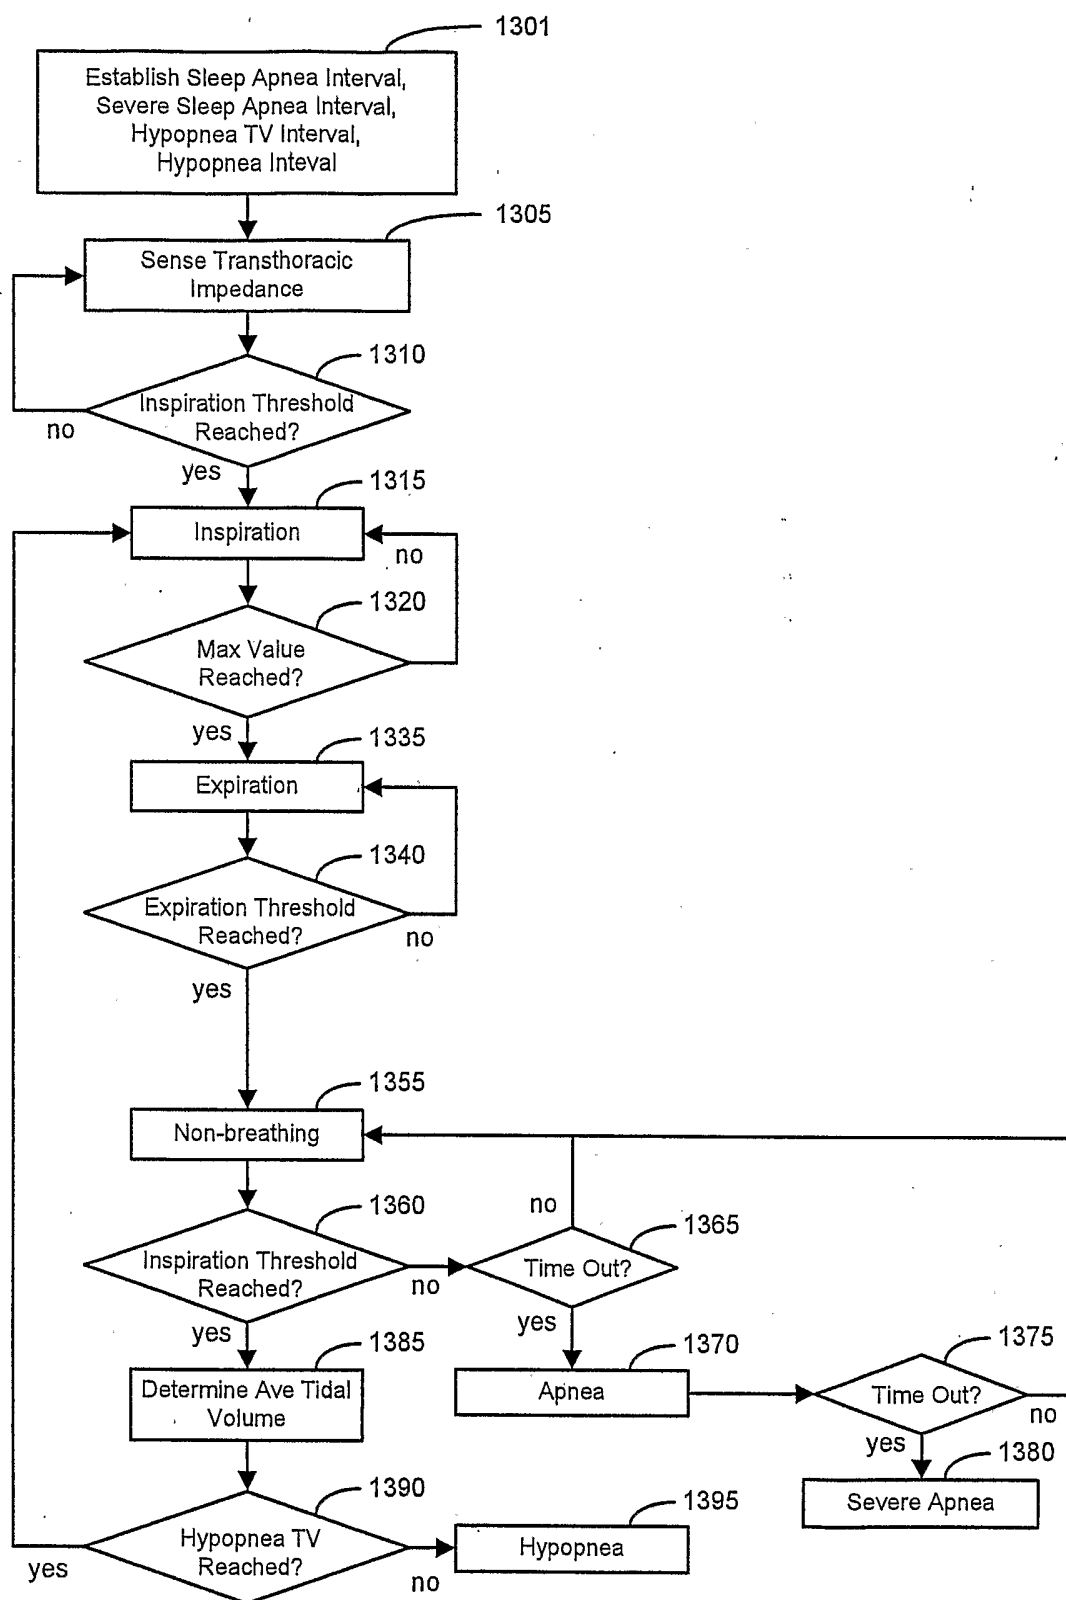 1301
Establish Sleep Apnea Interval,
Severe Sleep Apnea Interval,
Hypopnea TV Interval,
Hypopnea Inteval
1305
Sense Transthoracic
Impedance
1310
Inspiration Threshold
Reached?
no
yes
1315
Inspiration
no
1320
Max Value
Reached?
yes
1335
Expiration
1340
Expiration Threshold
Reached?
no
yes
1355
Non-breathing
1360
no
1365
Inspiration Threshold
Reached?
no
Time Out?
yes
1385
yes
1370
1375
Determine Ave Tidal
Volume
Apnea
Time Out?
no
yes
1380
1390
1395
Severe Apnea
Hypopnea TV
Reached?
Hypopnea
yes
no